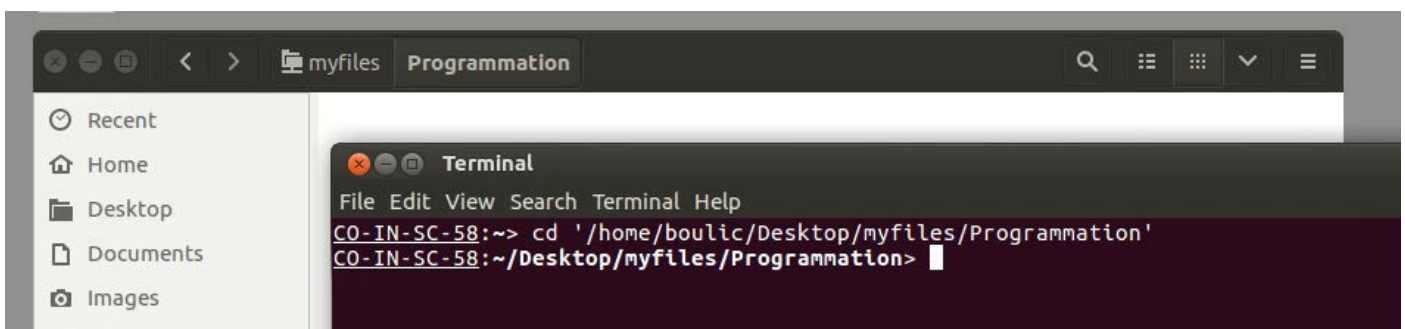 myfiles Programmation
Recent
Home
Desktop
Documents
Images
Terminal
File Edit View Search Terminal Help
CO-IN-SC-58:~> cd '/home/boulic/Desktop/myfiles/Programmation'
CO-IN-SC-58:~/Desktop/myfiles/Programmation>